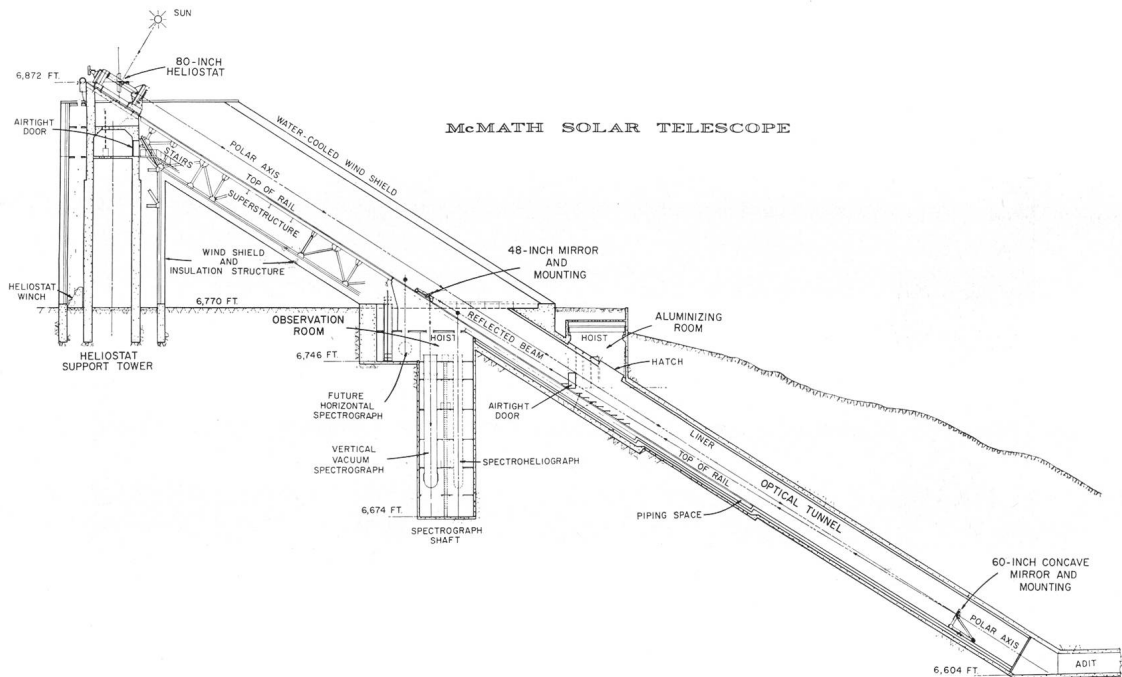 SUN
80-INCH
HELIOSTAT
6,872 FT.
AIRTIGHT
DOOR
McMATH SOLAR TELESCOPE
WATER-COOLED WIND SHIELD
POLAR AXIS
STAIRS
TOP OF RAIL
SUPERSTRUCTURE
48-INCH MIRROR
AND
MOUNTING
WIND SHIELD
AND
INSULATION STRUCTURE
HELIOSTAT
WINCH
6,770 FT.
OBSERVATION
ROOM
HOIST
REFLECTED BEAM
ALUMINIZING
ROOM
HOIST
HATCH
HELIOSTAT
SUPPORT TOWER
6,746 FT.
FUTURE
HORIZONTAL
SPECTROGRAPH
AIRTIGHT
DOOR
LINER
VERTICAL
VACUUM
SPECTROGRAPH
SPECTROHELIOGRAPH
TOP OF RAIL
OPTICAL TUNNEL
6,674 FT.
PIPING SPACE
SPECTROGRAPH
SHAFT
60-INCH CONCAVE
MIRROR AND
MOUNTING
POLAR AXIS
6,604 FT.
ADIT